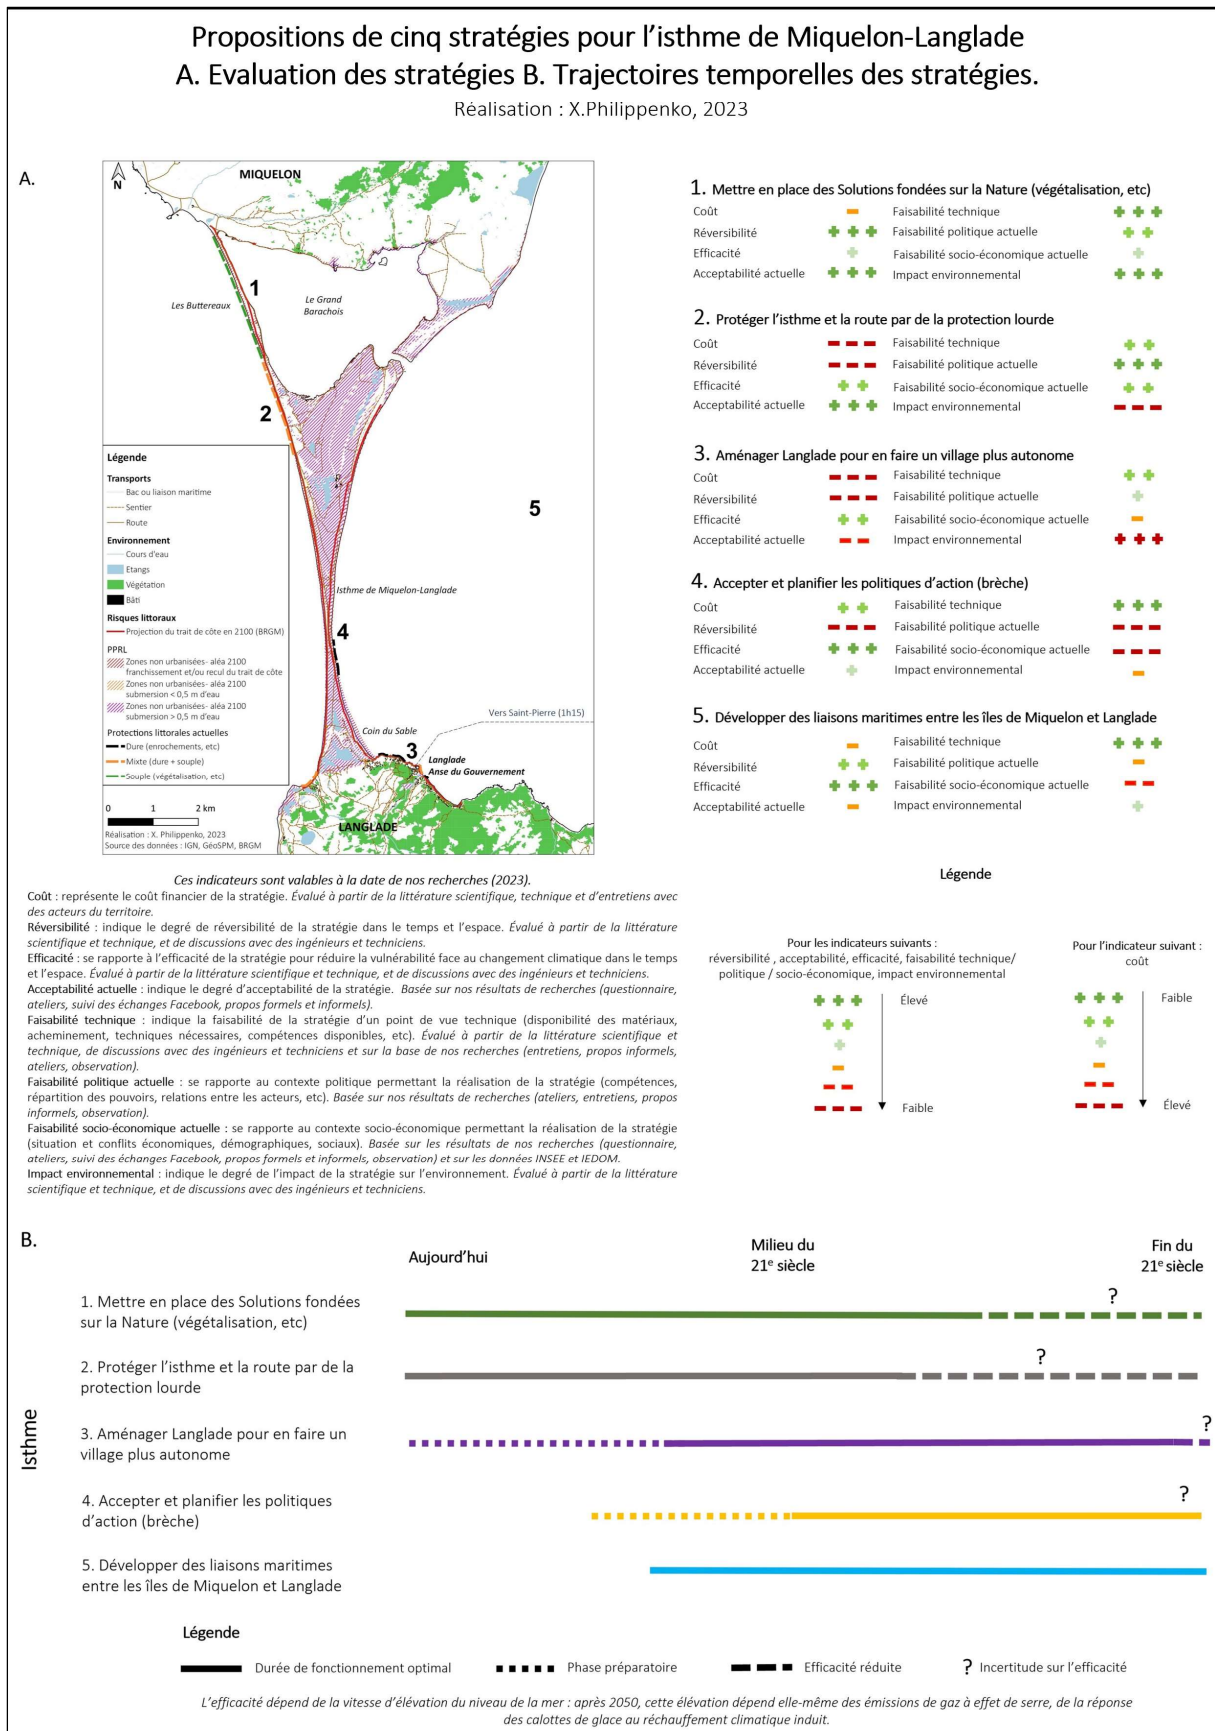 Propositions de cinq stratégies pour l'isthme de Miquelon-Langlade
A. Evaluation des stratégies B. Trajectoires temporelles des stratégies.
Réalisation : X.Philippenko, 2023
A.
N
MIQUELON
1
Les Buttereaux
Le Grand
Barachois
2
5
Isthme de Miquelon-Langlade
4
Vers Saint-Pierre (1h15)
Coin du Sable
3
Langlade
Anse du Gouvernement
LANGLADE
Légende
Transports
Bac ou liaison maritime
Sentier
Route
Environnement
Cours d'eau
Etangs
Végétation
Bâti
Risques littoraux
Projection du trait de côte en 2100 (BRGM)
PPRL
Zones non urbanisées- aléa 2100
franchissement et/ou recul du trait de côte
Zones non urbanisées- aléa 2100
submersion < 0,5 m d'eau
Zones non urbanisées- aléa 2100
submersion > 0,5 m d'eau
Protections littorales actuelles
Dure (enrochements, etc)
Mixte (dure + souple)
Souple (végétalisation, etc)
0 1 2 km
Réalisation : X. Philippenko, 2023
Source des données : IGN, GéoSPM, BRGM
1. Mettre en place des Solutions fondées sur la Nature (végétalisation, etc)
Coût - Faisabilité technique +++
Réversibilité +++ Faisabilité politique actuelle ++
Efficacité + Faisabilité socio-économique actuelle +
Acceptabilité actuelle +++ Impact environnemental +++
2. Protéger l'isthme et la route par de la protection lourde
Coût --- Faisabilité technique ++
Réversibilité --- Faisabilité politique actuelle +++
Efficacité ++ Faisabilité socio-économique actuelle ++
Acceptabilité actuelle +++ Impact environnemental ---
3. Aménager Langlade pour en faire un village plus autonome
Coût --- Faisabilité technique ++
Réversibilité --- Faisabilité politique actuelle +
Efficacité ++ Faisabilité socio-économique actuelle -
Acceptabilité actuelle -- Impact environnemental +++
4. Accepter et planifier les politiques d'action (brèche)
Coût ++ Faisabilité technique +++
Réversibilité --- Faisabilité politique actuelle ---
Efficacité +++ Faisabilité socio-économique actuelle ---
Acceptabilité actuelle + Impact environnemental -
5. Développer des liaisons maritimes entre les îles de Miquelon et Langlade
Coût - Faisabilité technique +++
Réversibilité ++ Faisabilité politique actuelle -
Efficacité +++ Faisabilité socio-économique actuelle --
Acceptabilité actuelle - Impact environnemental +
Légende
Pour les indicateurs suivants :
réversibilité , acceptabilité, efficacité, faisabilité technique/
politique / socio-économique, impact environnemental
+++ Élevé
++
+
-
--
--- Faible
Pour l'indicateur suivant :
coût
+++ Faible
++
+
-
--
--- Élevé
Ces indicateurs sont valables à la date de nos recherches (2023).
Coût : représente le coût financier de la stratégie. Évalué à partir de la littérature scientifique, technique et d'entretiens avec
des acteurs du territoire.
Réversibilité : indique le degré de réversibilité de la stratégie dans le temps et l'espace. Évalué à partir de la littérature
scientifique et technique, et de discussions avec des ingénieurs et techniciens.
Efficacité : se rapporte à l'efficacité de la stratégie pour réduire la vulnérabilité face au changement climatique dans le temps
et l'espace. Évalué à partir de la littérature scientifique et technique, et de discussions avec des ingénieurs et techniciens.
Acceptabilité actuelle : indique le degré d'acceptabilité de la stratégie. Basée sur nos résultats de recherches (questionnaire,
ateliers, suivi des échanges Facebook, propos formels et informels).
Faisabilité technique : indique la faisabilité de la stratégie d'un point de vue technique (disponibilité des matériaux,
acheminement, techniques nécessaires, compétences disponibles, etc). Évalué à partir de la littérature scientifique et
technique, de discussions avec des ingénieurs et techniciens et sur la base de nos recherches (entretiens, propos informels,
ateliers, observation).
Faisabilité politique actuelle : se rapporte au contexte politique permettant la réalisation de la stratégie (compétences,
répartition des pouvoirs, relations entre les acteurs, etc). Basée sur nos résultats de recherches (ateliers, entretiens, propos
informels, observation).
Faisabilité socio-économique actuelle : se rapporte au contexte socio-économique permettant la réalisation de la stratégie
(situation et conflits économiques, démographiques, sociaux). Basée sur les résultats de nos recherches (questionnaire,
ateliers, suivi des échanges Facebook, propos formels et informels, observation) et sur les données INSEE et IEDOM.
Impact environnemental : indique le degré de l'impact de la stratégie sur l'environnement. Évalué à partir de la littérature
scientifique et technique, et de discussions avec des ingénieurs et techniciens.
B.
Aujourd'hui
Milieu du
21e siècle
Fin du
21e siècle
Isthme
1. Mettre en place des Solutions fondées
sur la Nature (végétalisation, etc)
?
2. Protéger l'isthme et la route par de la
protection lourde
?
3. Aménager Langlade pour en faire un
village plus autonome
?
4. Accepter et planifier les politiques
d'action (brèche)
?
5. Développer des liaisons maritimes
entre les îles de Miquelon et Langlade
Légende
Durée de fonctionnement optimal
Phase préparatoire
Efficacité réduite
? Incertitude sur l'efficacité
L'efficacité dépend de la vitesse d'élévation du niveau de la mer : après 2050, cette élévation dépend elle-même des émissions de gaz à effet de serre, de la réponse
des calottes de glace au réchauffement climatique induit.